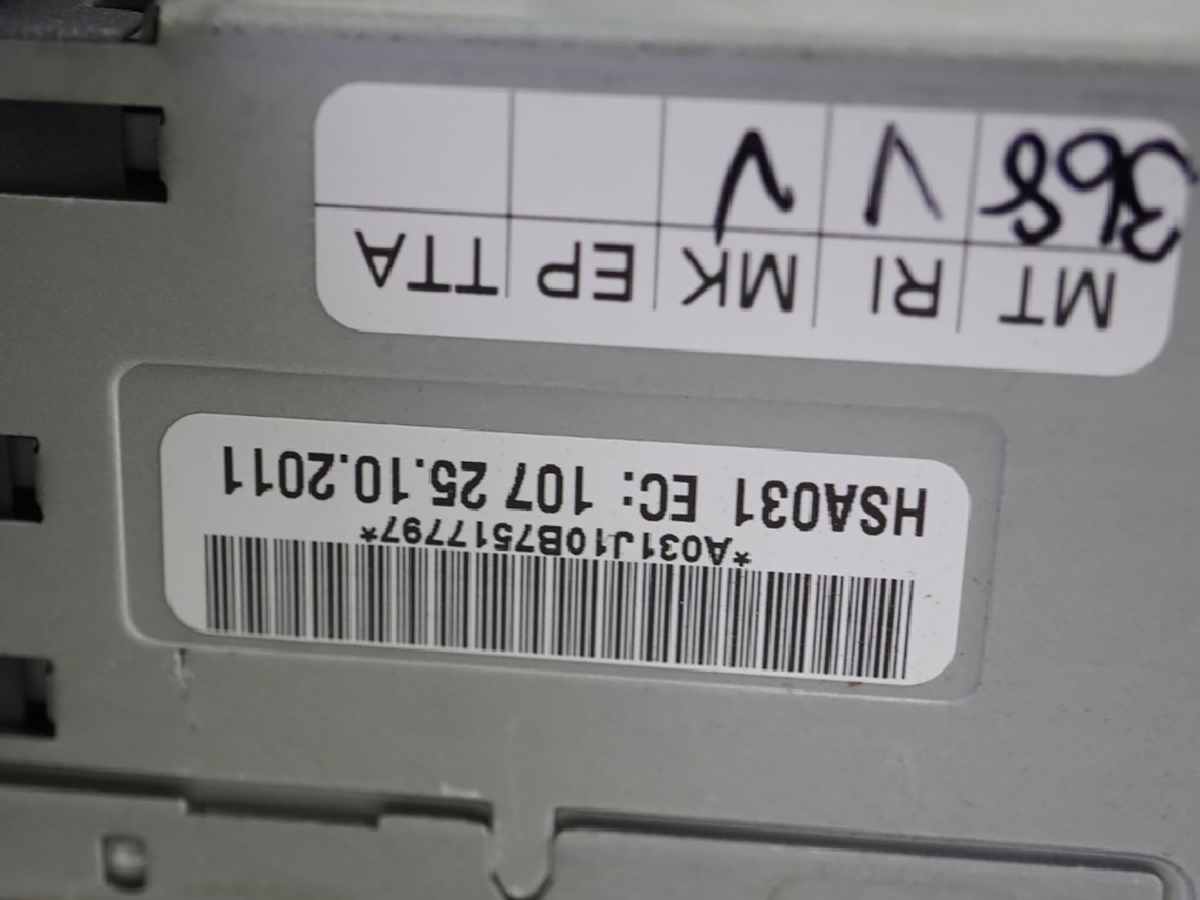 *A031J10B7517797*
HSA031 EC: 107 25.10.2011
MT RI MK EP TTA
368 ✓ ✓